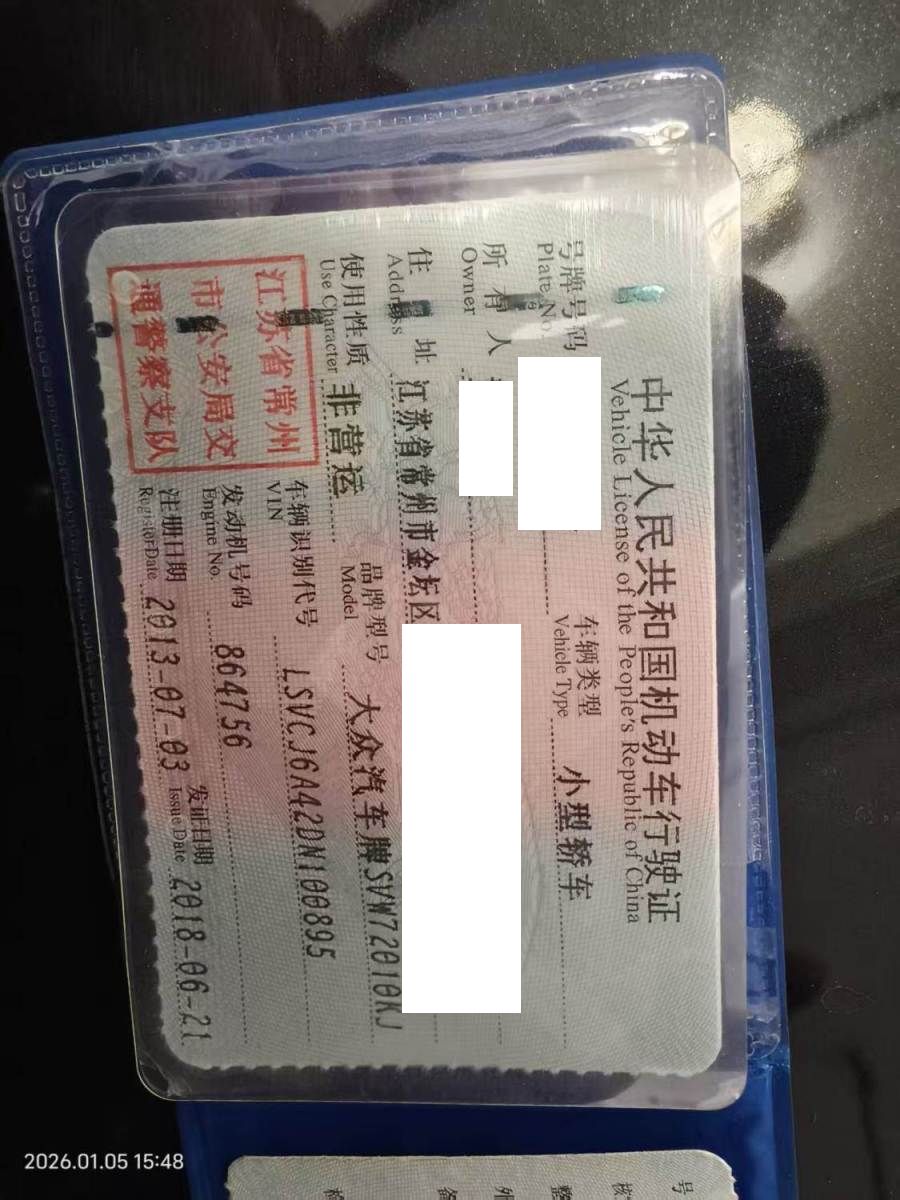 中华人民共和国机动车行驶证
Vehicle License of the People's Republic of China
号牌号码
Plate No.
车辆类型
Vehicle Type
小型轿车
所有人
Owner
住址
Address
江苏省常州市金坛区
使用性质
Use Character
非营运
品牌型号
Model
大众汽车牌SVW72010KJ
江苏省常州
市公安局交
通警察支队
车辆识别代号
VIN
LSVCJ6A42DN100895
发动机号码
Engine No.
864756
注册日期
Register Date
2013-07-03
发证日期
Issue Date
2018-06-21
号
2026.01.05 15:48